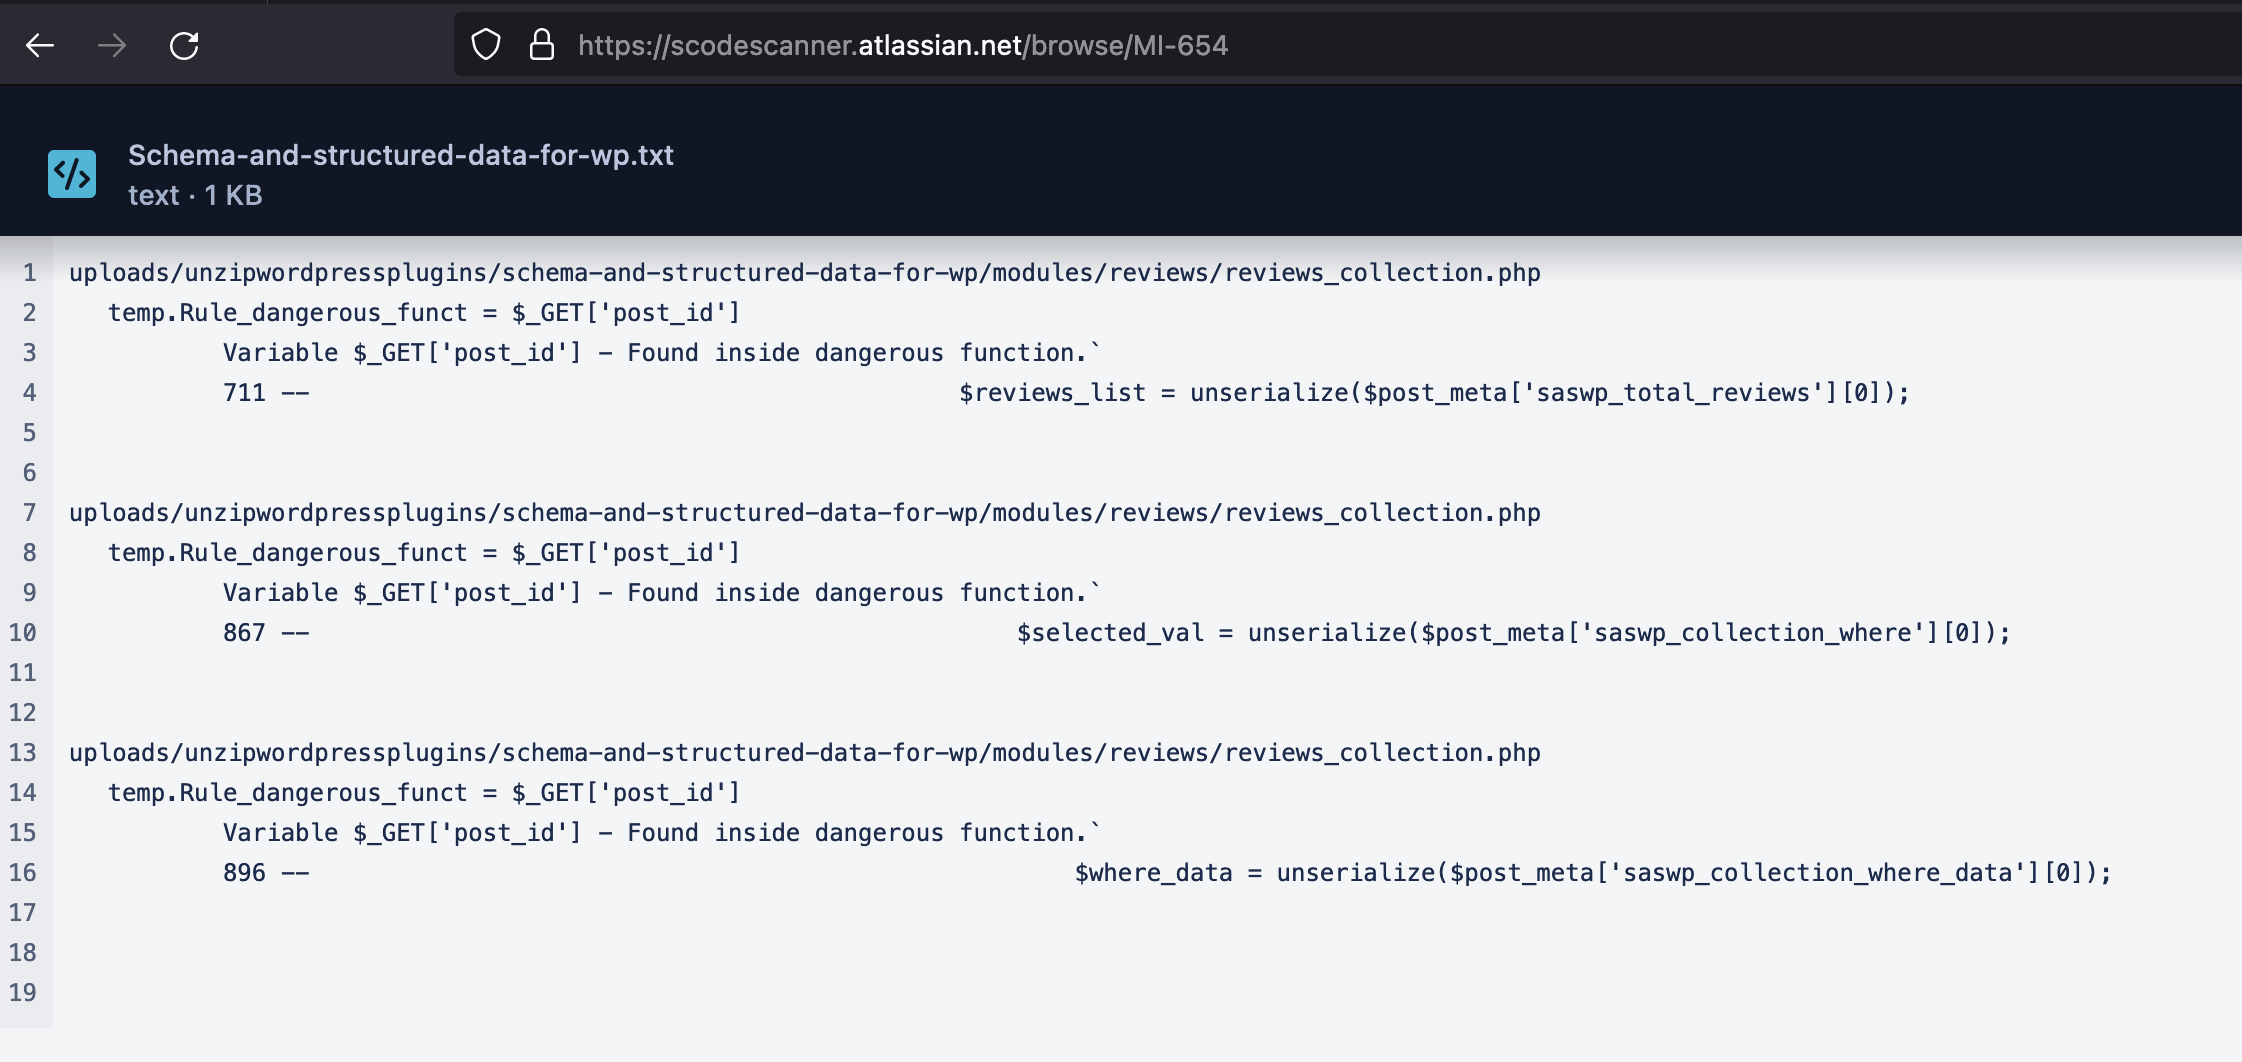 https://scodescanner.atlassian.net/browse/MI-654
Schema-and-structured-data-for-wp.txt
text · 1 KB
1 uploads/unzipwordpressplugins/schema-and-structured-data-for-wp/modules/reviews/reviews_collection.php
2 temp.Rule_dangerous_funct = $_GET['post_id']
3 Variable $_GET['post_id'] - Found inside dangerous function.`
4 711 -- $reviews_list = unserialize($post_meta['saswp_total_reviews'][0]);
5
6
7 uploads/unzipwordpressplugins/schema-and-structured-data-for-wp/modules/reviews/reviews_collection.php
8 temp.Rule_dangerous_funct = $_GET['post_id']
9 Variable $_GET['post_id'] - Found inside dangerous function.`
10 867 -- $selected_val = unserialize($post_meta['saswp_collection_where'][0]);
11
12
13 uploads/unzipwordpressplugins/schema-and-structured-data-for-wp/modules/reviews/reviews_collection.php
14 temp.Rule_dangerous_funct = $_GET['post_id']
15 Variable $_GET['post_id'] - Found inside dangerous function.`
16 896 -- $where_data = unserialize($post_meta['saswp_collection_where_data'][0]);
17
18
19